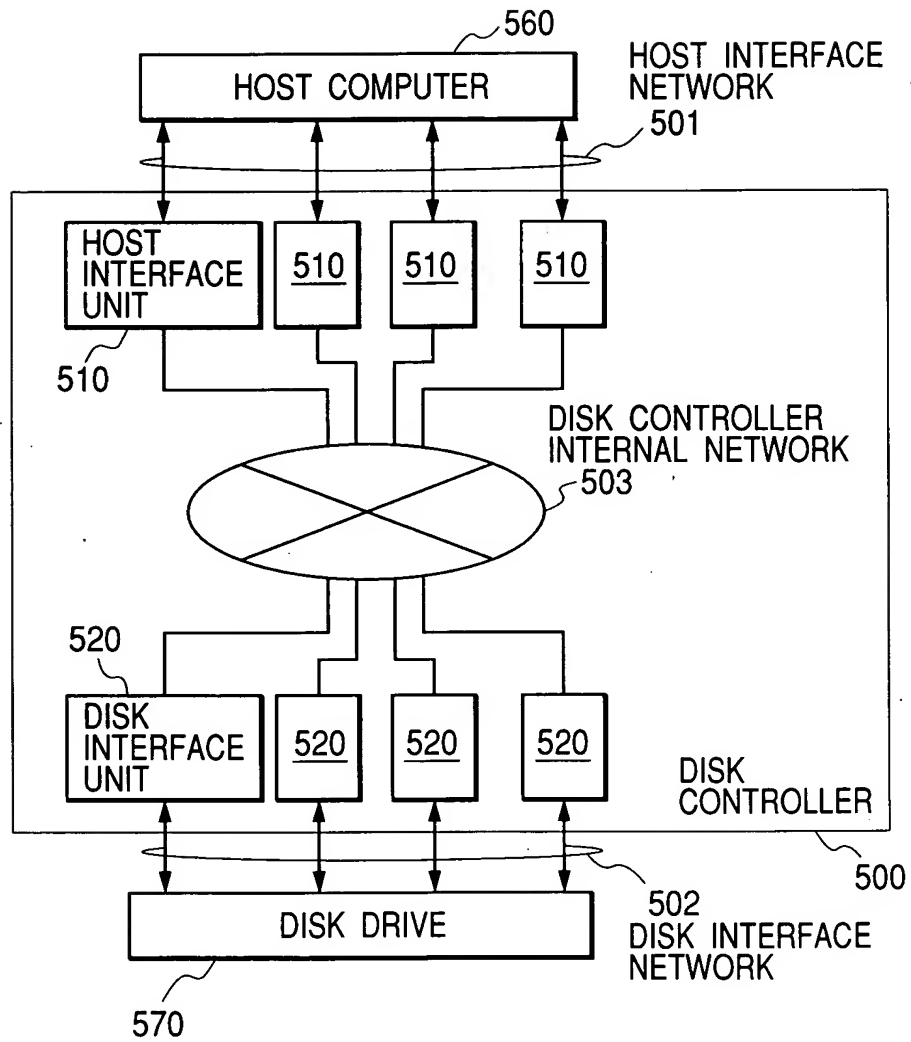 560
HOST COMPUTER
HOST INTERFACE
NETWORK
501
HOST
INTERFACE
UNIT
510
510
510
510
DISK CONTROLLER
INTERNAL NETWORK
503
520
DISK
INTERFACE
UNIT
520
520
520
DISK
CONTROLLER
500
502
DISK INTERFACE
NETWORK
DISK DRIVE
570